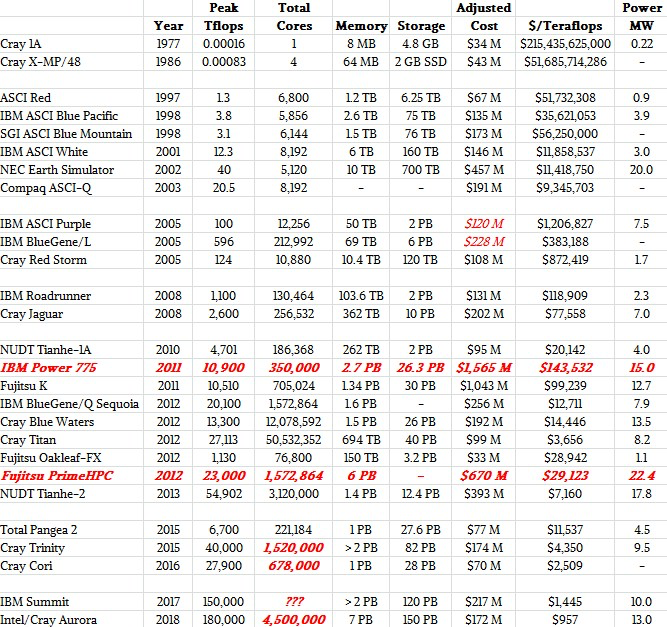 Peak Total Adjusted Power
Year Tflops Cores Memory Storage Cost $/Teraflops MW
Cray 1A 1977 0.00016 1 8 MB 4.8 GB $34 M $215,435,625,000 0.22
Cray X-MP/48 1986 0.00083 4 64 MB 2 GB SSD $43 M $51,685,714,286 -
ASCI Red 1997 1.3 6,800 1.2 TB 6.25 TB $67 M $51,732,308 0.9
IBM ASCI Blue Pacific 1998 3.8 5,856 2.6 TB 75 TB $135 M $35,621,053 3.9
SGI ASCI Blue Mountain 1998 3.1 6,144 1.5 TB 76 TB $173 M $56,250,000 -
IBM ASCI White 2001 12.3 8,192 6 TB 160 TB $146 M $11,858,537 3.0
NEC Earth Simulator 2002 40 5,120 10 TB 700 TB $457 M $11,418,750 20.0
Compaq ASCI-Q 2003 20.5 8,192 - - $191 M $9,345,703 -
IBM ASCI Purple 2005 100 12,256 50 TB 2 PB $120 M $1,206,827 7.5
IBM BlueGene/L 2005 596 212,992 69 TB 6 PB $228 M $383,188 -
Cray Red Storm 2005 124 10,880 10.4 TB 120 TB $108 M $872,419 1.7
IBM Roadrunner 2008 1,100 130,464 103.6 TB 2 PB $131 M $118,909 2.3
Cray Jaguar 2008 2,600 256,532 362 TB 10 PB $202 M $77,558 7.0
NUDT Tianhe-1A 2010 4,701 186,368 262 TB 2 PB $95 M $20,142 4.0
IBM Power 775 2011 10,900 350,000 2.7 PB 26.3 PB $1,565 M $143,532 15.0
Fujitsu K 2011 10,510 705,024 1.34 PB 30 PB $1,043 M $99,239 12.7
IBM BlueGene/Q Sequoia 2012 20,100 1,572,864 1.6 PB - $256 M $12,711 7.9
Cray Blue Waters 2012 13,300 12,078,592 1.5 PB 26 PB $192 M $14,446 13.5
Cray Titan 2012 27,113 50,532,352 694 TB 40 PB $99 M $3,656 8.2
Fujitsu Oakleaf-FX 2012 1,130 76,800 150 TB 3.2 PB $33 M $28,942 1.1
Fujitsu PrimeHPC 2012 23,000 1,572,864 6 PB - $670 M $29,123 22.4
NUDT Tianhe-2 2013 54,902 3,120,000 1.4 PB 12.4 PB $393 M $7,160 17.8
Total Pangea 2 2015 6,700 221,184 1 PB 27.6 PB $77 M $11,537 4.5
Cray Trinity 2015 40,000 1,520,000 >2 PB 82 PB $174 M $4,350 9.5
Cray Cori 2016 27,900 678,000 1 PB 28 PB $70 M $2,509 -
IBM Summit 2017 150,000 ??? >2 PB 120 PB $217 M $1,445 10.0
Intel/Cray Aurora 2018 180,000 4,500,000 7 PB 150 PB $172 M $957 13.0